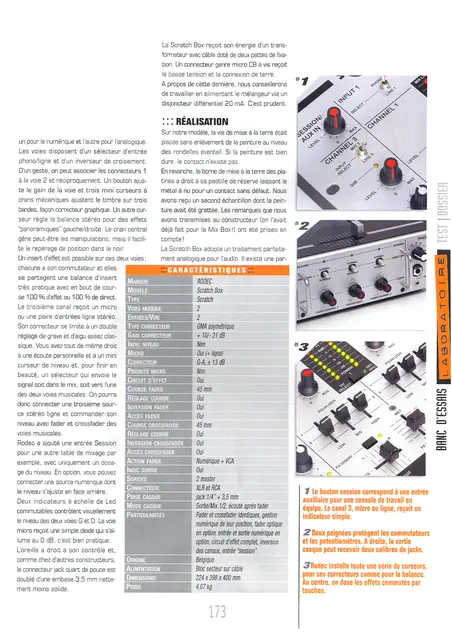 un pour le numérique et l'autre pour l'analogique.
Les voies disposent d'un sélecteur d'entrée
phono/ligne et d'un inverseur de croisement.
D'un geste, on peut associer les connecteurs 1
à la voie 2 et réciproquement. Un bouton ajus-
te le gain de la voie et trois mini curseurs à
crans mécaniques ajustent le timbre sur trois
bandes, façon correcteur graphique. Un autre cur-
seur règle la balance stéréo pour des effets
"panoramiques" gauche/droite. Le cran central
gêne peut-être les manipulations, mais il facili-
te le repérage de position dans le noir.
Un insert d'effet est possible sur ces deux voies ;
chacune a son commutateur et elles
se partagent une balance d'insert
très pratique avec en bout de cour-
se 100 % d'effet ou 100 % de direct.
Le troisième canal reçoit un micro
ou une paire d'entrées ligne stéréo.
Son correcteur se limite à un double
réglage de grave et d'aigu assez clas-
sique. Vous avez tout de même droit
à une écoute personnelle et à un mini
curseur de niveau et, pour finir en
beauté, un sélecteur qui envoie le
signal soit dans le mix, soit vers l'une
des deux voies musicales. On pourra
donc connecter une troisième sour-
ce stéréo ligne et commander son
niveau avec fader et crossfader des
voies musicales.
Rodec a ajouté une entrée Session
pour une autre table de mixage par
exemple, avec uniquement un dosa-
ge du niveau. En option, vous pouvez
connecter une source numérique dont
le niveau s'ajuste en face arrière.
Deux indicateurs à échelle de Led
commutables contrôlent visuellement
le niveau des deux voies G et D. La voie
micro reçoit une simple diode qui s'al-
lume au 0 dB, c'est bien pratique.
L'oreille a droit à son contrôle et,
comme chez d'autres constructeurs,
le connecteur jack quart de pouce est
doublé d'une embase 3,5 mm nette-
ment moins solide.
La Scratch Box reçoit son énergie d'un trans-
formateur avec câble doté de deux pattes de fixa-
tion. Un connecteur genre micro CB à vis reçoit
la basse tension et la connexion de terre.
A propos de cette dernière, nous conseillerons
de travailler en alimentant le mélangeur via un
disjoncteur différentiel 20 mA. C'est prudent.
::: RÉALISATION
Sur notre modèle, la vis de mise à la terre était
placée sans enlèvement de la peinture au niveau
des rondelles éventail. Si la peinture est bien
dure, le contact n'existe pas.
En revanche, la borne de mise à la terre des pla-
tines a droit à sa pastille de réserve laissant le
métal à nu pour un contact sans défaut. Nous
avons reçu un second échantillon dont la pein-
ture avait été grattée. Les remarques que nous
avons transmises au constructeur (on l'avait
déjà fait pour la Mix Box !) ont été prises en
compte !
La Scratch Box adopte un traitement parfaite-
ment analogique pour l'audio. Il existe une par-
::: CARACTÉRISTIQUES :::
MARQUE RODEC
MODÈLE Scratch Box
TYPE Scratch
VOIES MUSIQUE 2
ENTRÉES/VOIE 2
TYPE CORRECTEUR GMA asymétrique
GAIN CORRECTEUR + 10/- 21 dB
INDIC NIVEAU Non
MICRO Oui (+ ligne)
CORRECTEUR G-A, ± 13 dB
PRIORITÉ MICRO Non
CIRCUIT D'EFFET Oui
COURSE FADER 45 mm
RÉGLAGE COURBE Oui
INVERSION FADER Oui
ACCÈS FADER Oui
COURSE CROSSFADER 45 mm
RÉGLAGE COURBE Oui
INVERSION CROSSFADER Oui
ACCÈS CROSSFADER Oui
ACTION FADER Numérique + VCA
INDIC SORTIE Oui
SORTIES 2 master
CONNECTIQUE XLR et RCA
PRISE CASQUE Jack 1/4" + 3,5 mm
MODE CASQUE Sortie/Mix 1/2, écoute après fader
PARTICULARITÉS Fader et crossfader identiques, gestion
numérique de leur position, fader optique
en option, entrée et sortie numérique en
option, circuit d'effet complet, inversion
des canaux, entrée "session"
ORIGINE Belgique
ALIMENTATION Bloc secteur sur câble
DIMENSIONS 224 x 398 x 400 mm
POIDS 4,07 kg
1
INPUT 1
SESSION/
AUX IN
LEVEL
MAX
CHANNEL 3
CHANNEL 1
INPUT
SELECT
LEVEL
MAX
2
3
1 Le bouton session correspond à une entrée
auxiliaire pour une console de travail en
équipe. Le canal 3, micro ou ligne, reçoit un
indicateur simple.
2 Deux poignées protègent les commutateurs
et les potentiomètres. A droite, la sortie
casque peut recevoir deux calibres de jacks.
3 Rodec installe toute une série de curseurs,
pour ses correcteurs comme pour la balance.
Au centre, on dose les effets commutés par
touches.
BANC D'ESSAIS
LABORATOIRE
TEST | DOSSIER
173